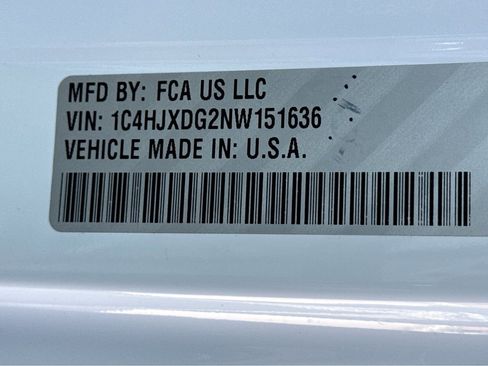 MFD BY: FCA US LLC
VIN: 1C4HJXDG2NW151636
VEHICLE MADE IN: U.S.A.